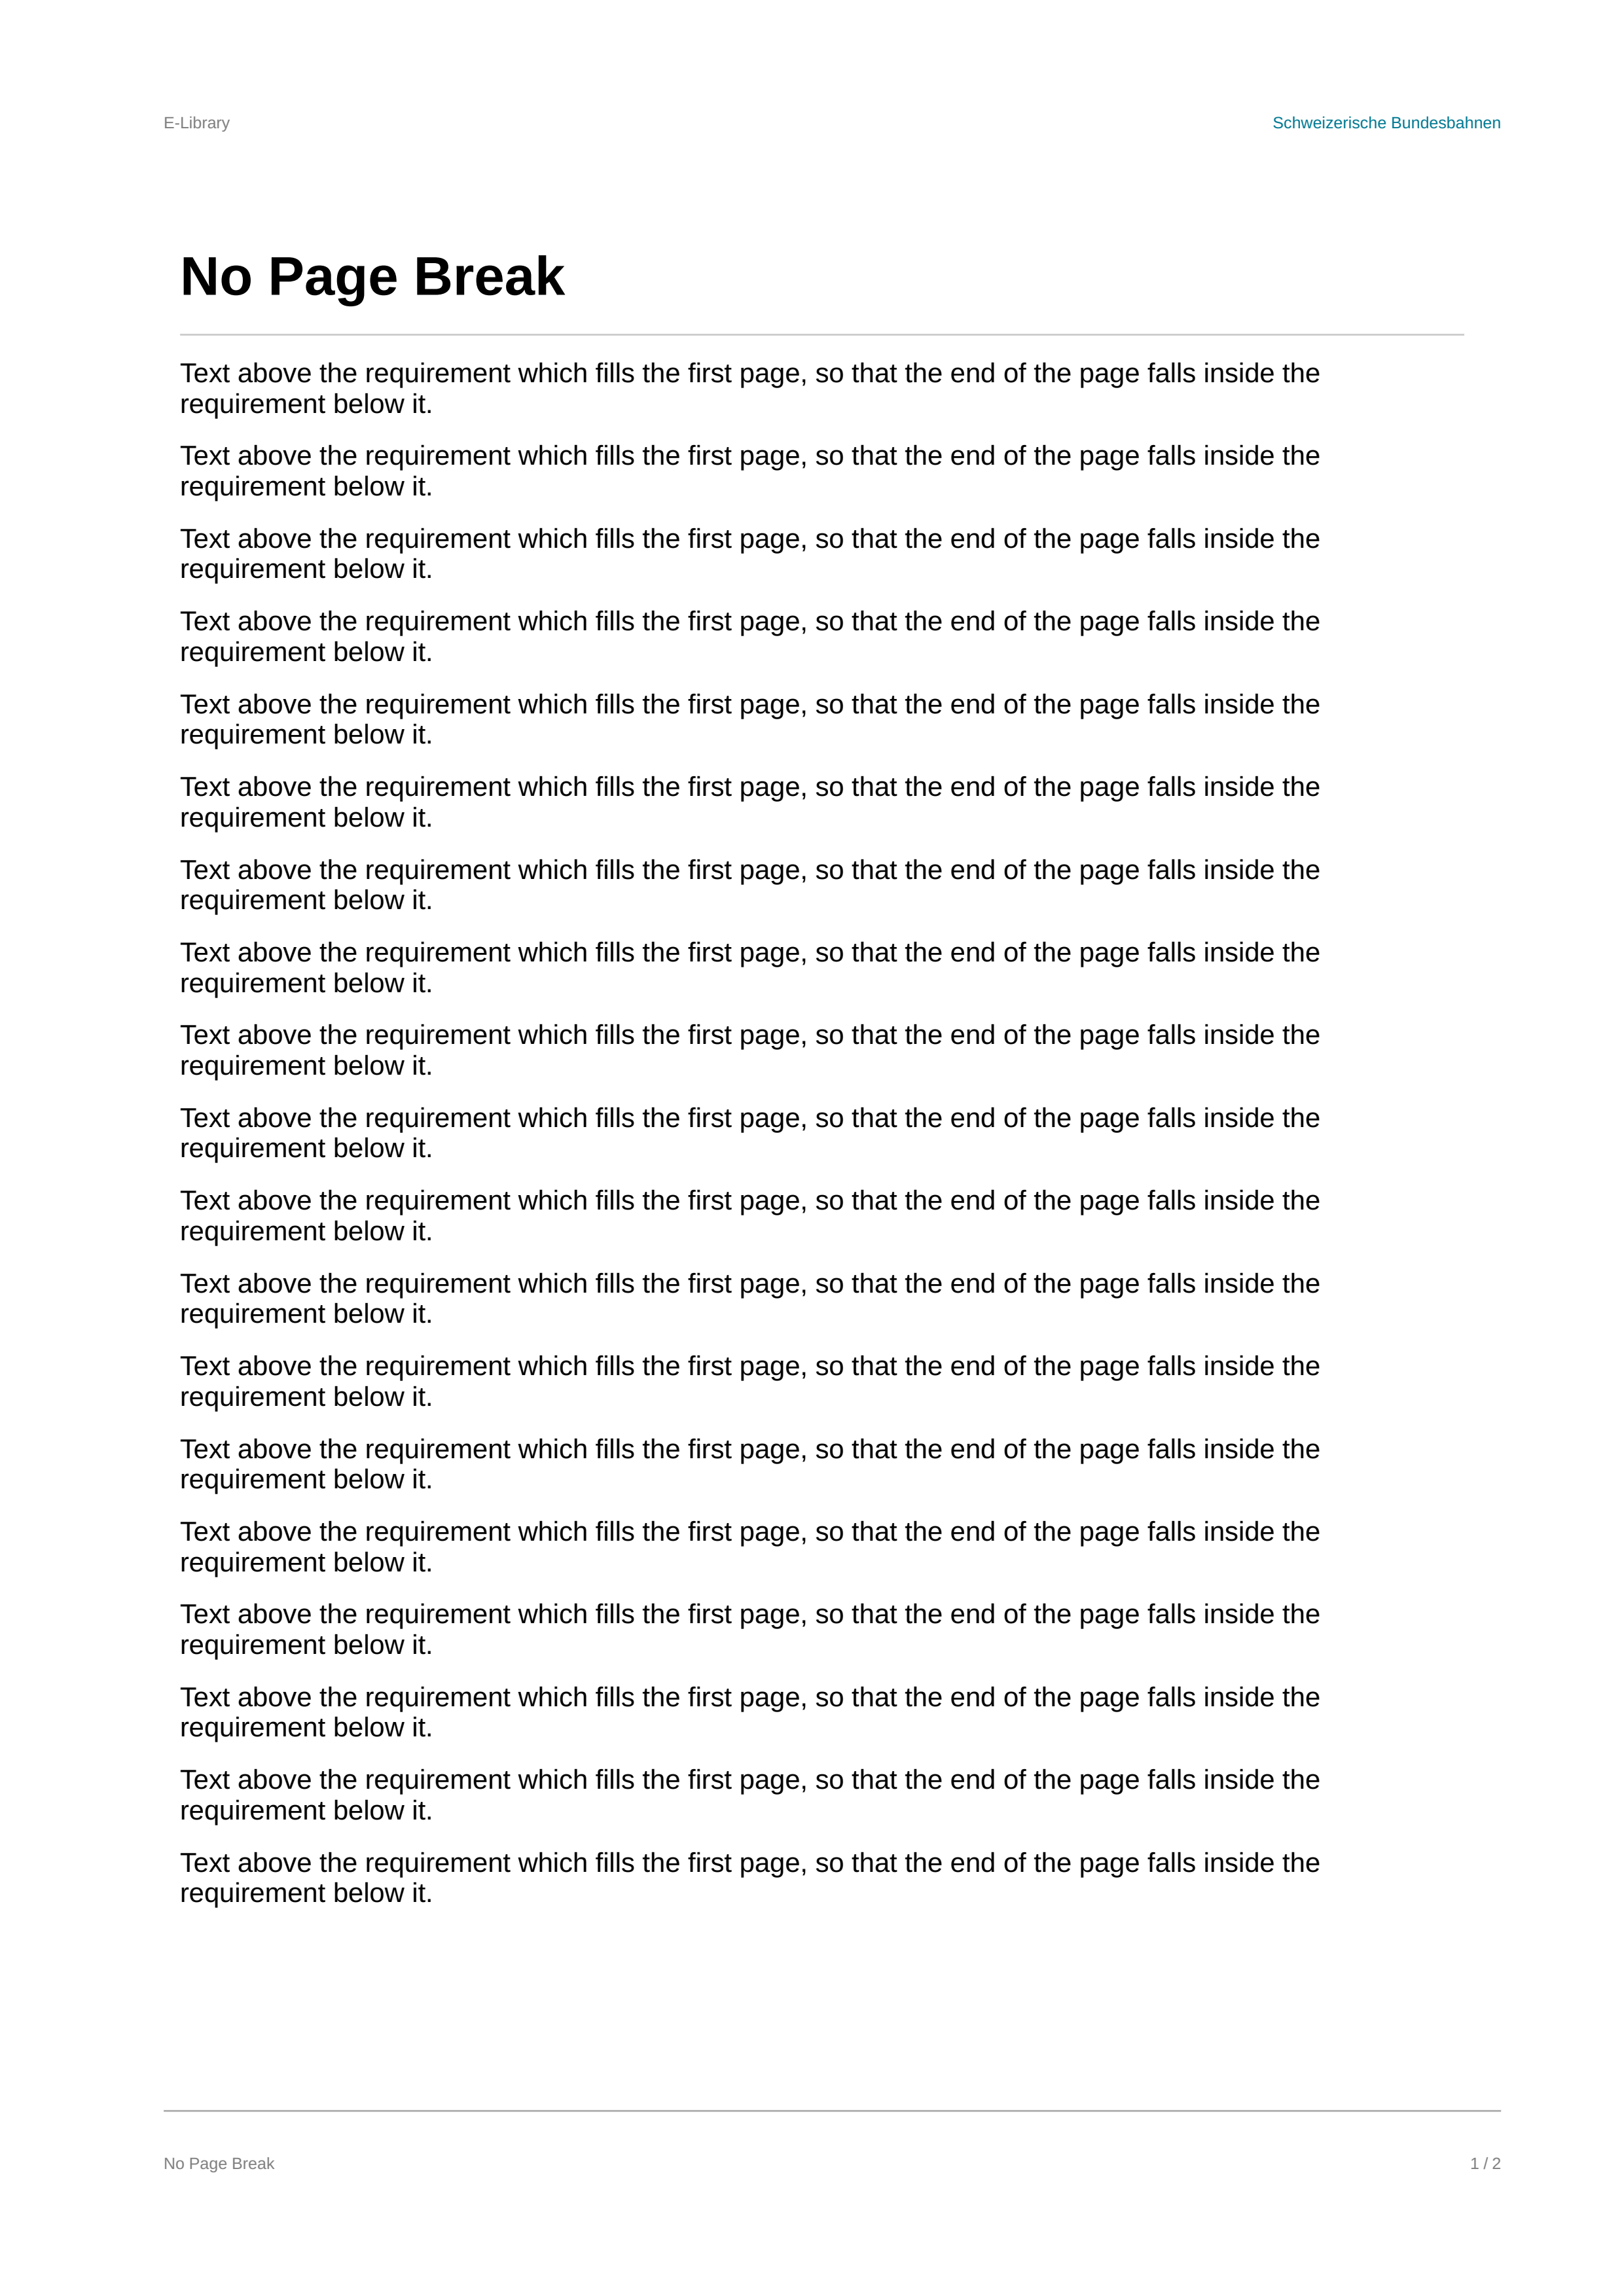 E-Library
Schweizerische Bundesbahnen
No Page Break
Text above the requirement which fills the first page, so that the end of the page falls inside the
requirement below it.
Text above the requirement which fills the first page, so that the end of the page falls inside the
requirement below it.
Text above the requirement which fills the first page, so that the end of the page falls inside the
requirement below it.
Text above the requirement which fills the first page, so that the end of the page falls inside the
requirement below it.
Text above the requirement which fills the first page, so that the end of the page falls inside the
requirement below it.
Text above the requirement which fills the first page, so that the end of the page falls inside the
requirement below it.
Text above the requirement which fills the first page, so that the end of the page falls inside the
requirement below it.
Text above the requirement which fills the first page, so that the end of the page falls inside the
requirement below it.
Text above the requirement which fills the first page, so that the end of the page falls inside the
requirement below it.
Text above the requirement which fills the first page, so that the end of the page falls inside the
requirement below it.
Text above the requirement which fills the first page, so that the end of the page falls inside the
requirement below it.
Text above the requirement which fills the first page, so that the end of the page falls inside the
requirement below it.
Text above the requirement which fills the first page, so that the end of the page falls inside the
requirement below it.
Text above the requirement which fills the first page, so that the end of the page falls inside the
requirement below it.
Text above the requirement which fills the first page, so that the end of the page falls inside the
requirement below it.
Text above the requirement which fills the first page, so that the end of the page falls inside the
requirement below it.
Text above the requirement which fills the first page, so that the end of the page falls inside the
requirement below it.
Text above the requirement which fills the first page, so that the end of the page falls inside the
requirement below it.
Text above the requirement which fills the first page, so that the end of the page falls inside the
requirement below it.
No Page Break
1 / 2